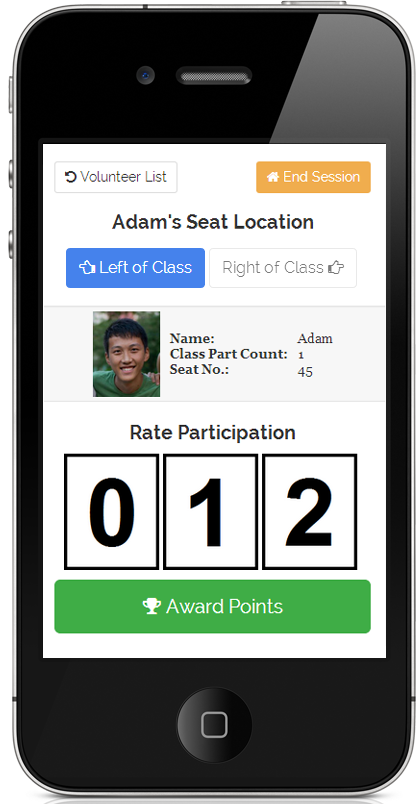 Volunteer List
End Session
Adam's Seat Location
Left of Class
Right of Class
Name: Adam
Class Part Count: 1
Seat No.: 45
Rate Participation
0 1 2
Award Points